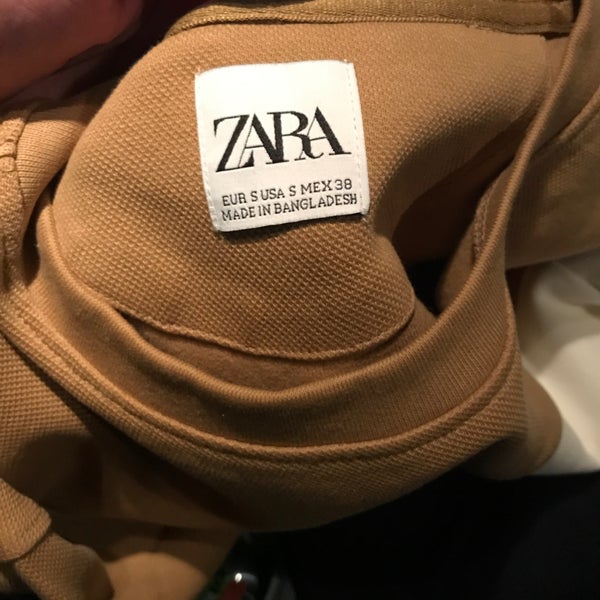 ZARA
EUR S USA S MEX 38
MADE IN BANGLADESH